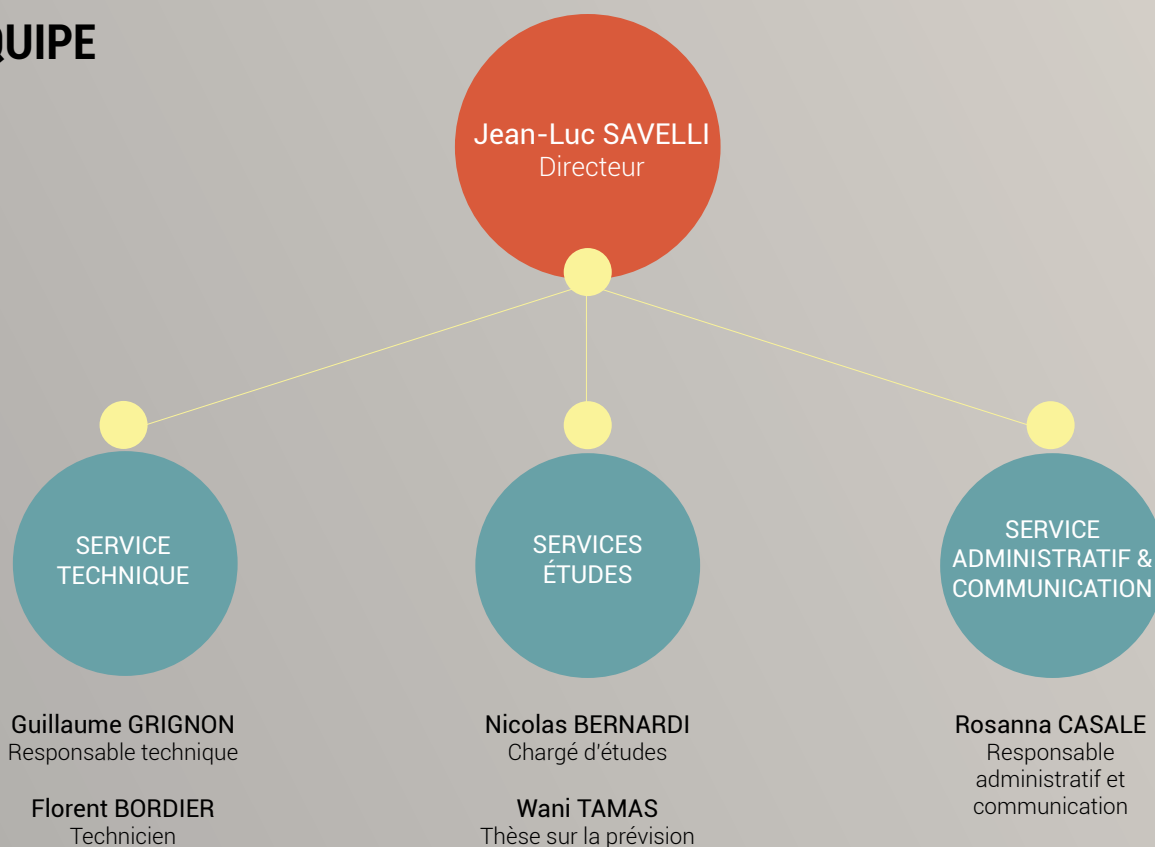 QUIPE
Jean-Luc SAVELLI
Directeur
SERVICE
TECHNIQUE
SERVICES
ÉTUDES
SERVICE
ADMINISTRATIF &
COMMUNICATION
Guillaume GRIGNON
Responsable technique
Florent BORDIER
Technicien
Nicolas BERNARDI
Chargé d'études
Wani TAMAS
Thèse sur la prévision
Rosanna CASALE
Responsable
administratif et
communication